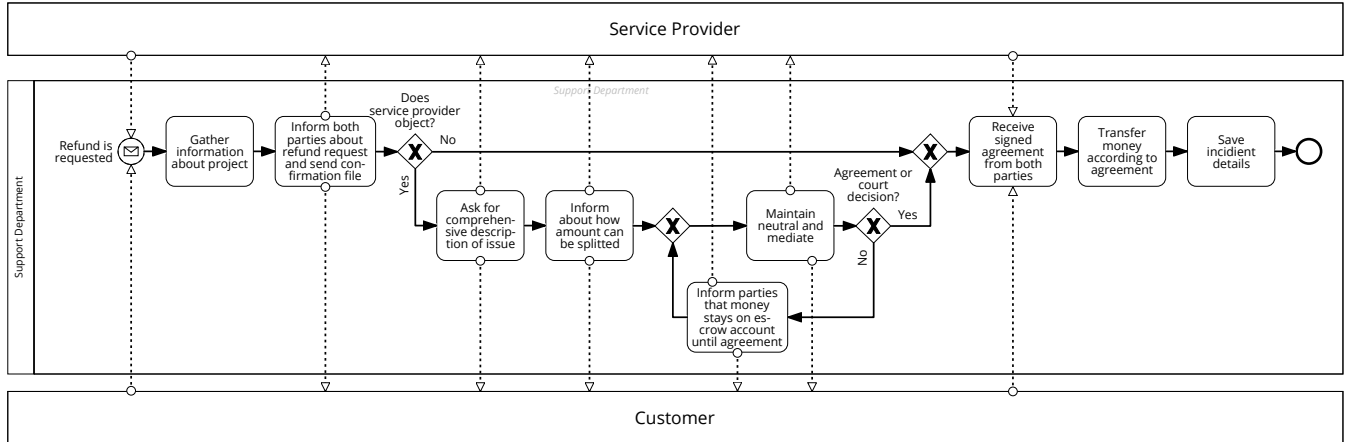 Service Provider
Support Department
Support Department
Refund is
requested
Gather
information
about project
Inform both
parties about
refund request
and send con-
firmation file
Does
service provider
object?
No
Yes
Ask for
comprehen-
sive descrip-
tion of issue
Inform
about how
amount can
be splitted
Maintain
neutral and
mediate
Agreement or
court
decision?
Yes
No
Inform parties
that money
stays on es-
crow account
until agreement
Receive
signed
agreement
from both
parties
Transfer
money
according to
agreement
Save
incident
details
Customer